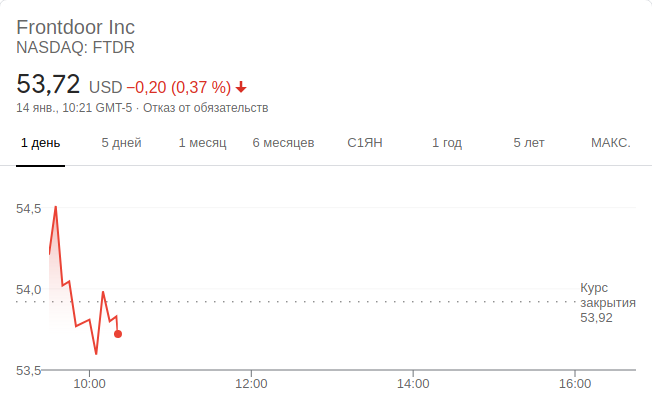 Frontdoor Inc
NASDAQ: FTDR
53,72 USD −0,20 (0,37 %)
14 янв., 10:21 GMT-5 · Отказ от обязательств
1 день 5 дней 1 месяц 6 месяцев С1ЯН 1 год 5 лет МАКС.
54,5
54,0
Курс
закрытия
53,92
53,5
10:00 12:00 14:00 16:00